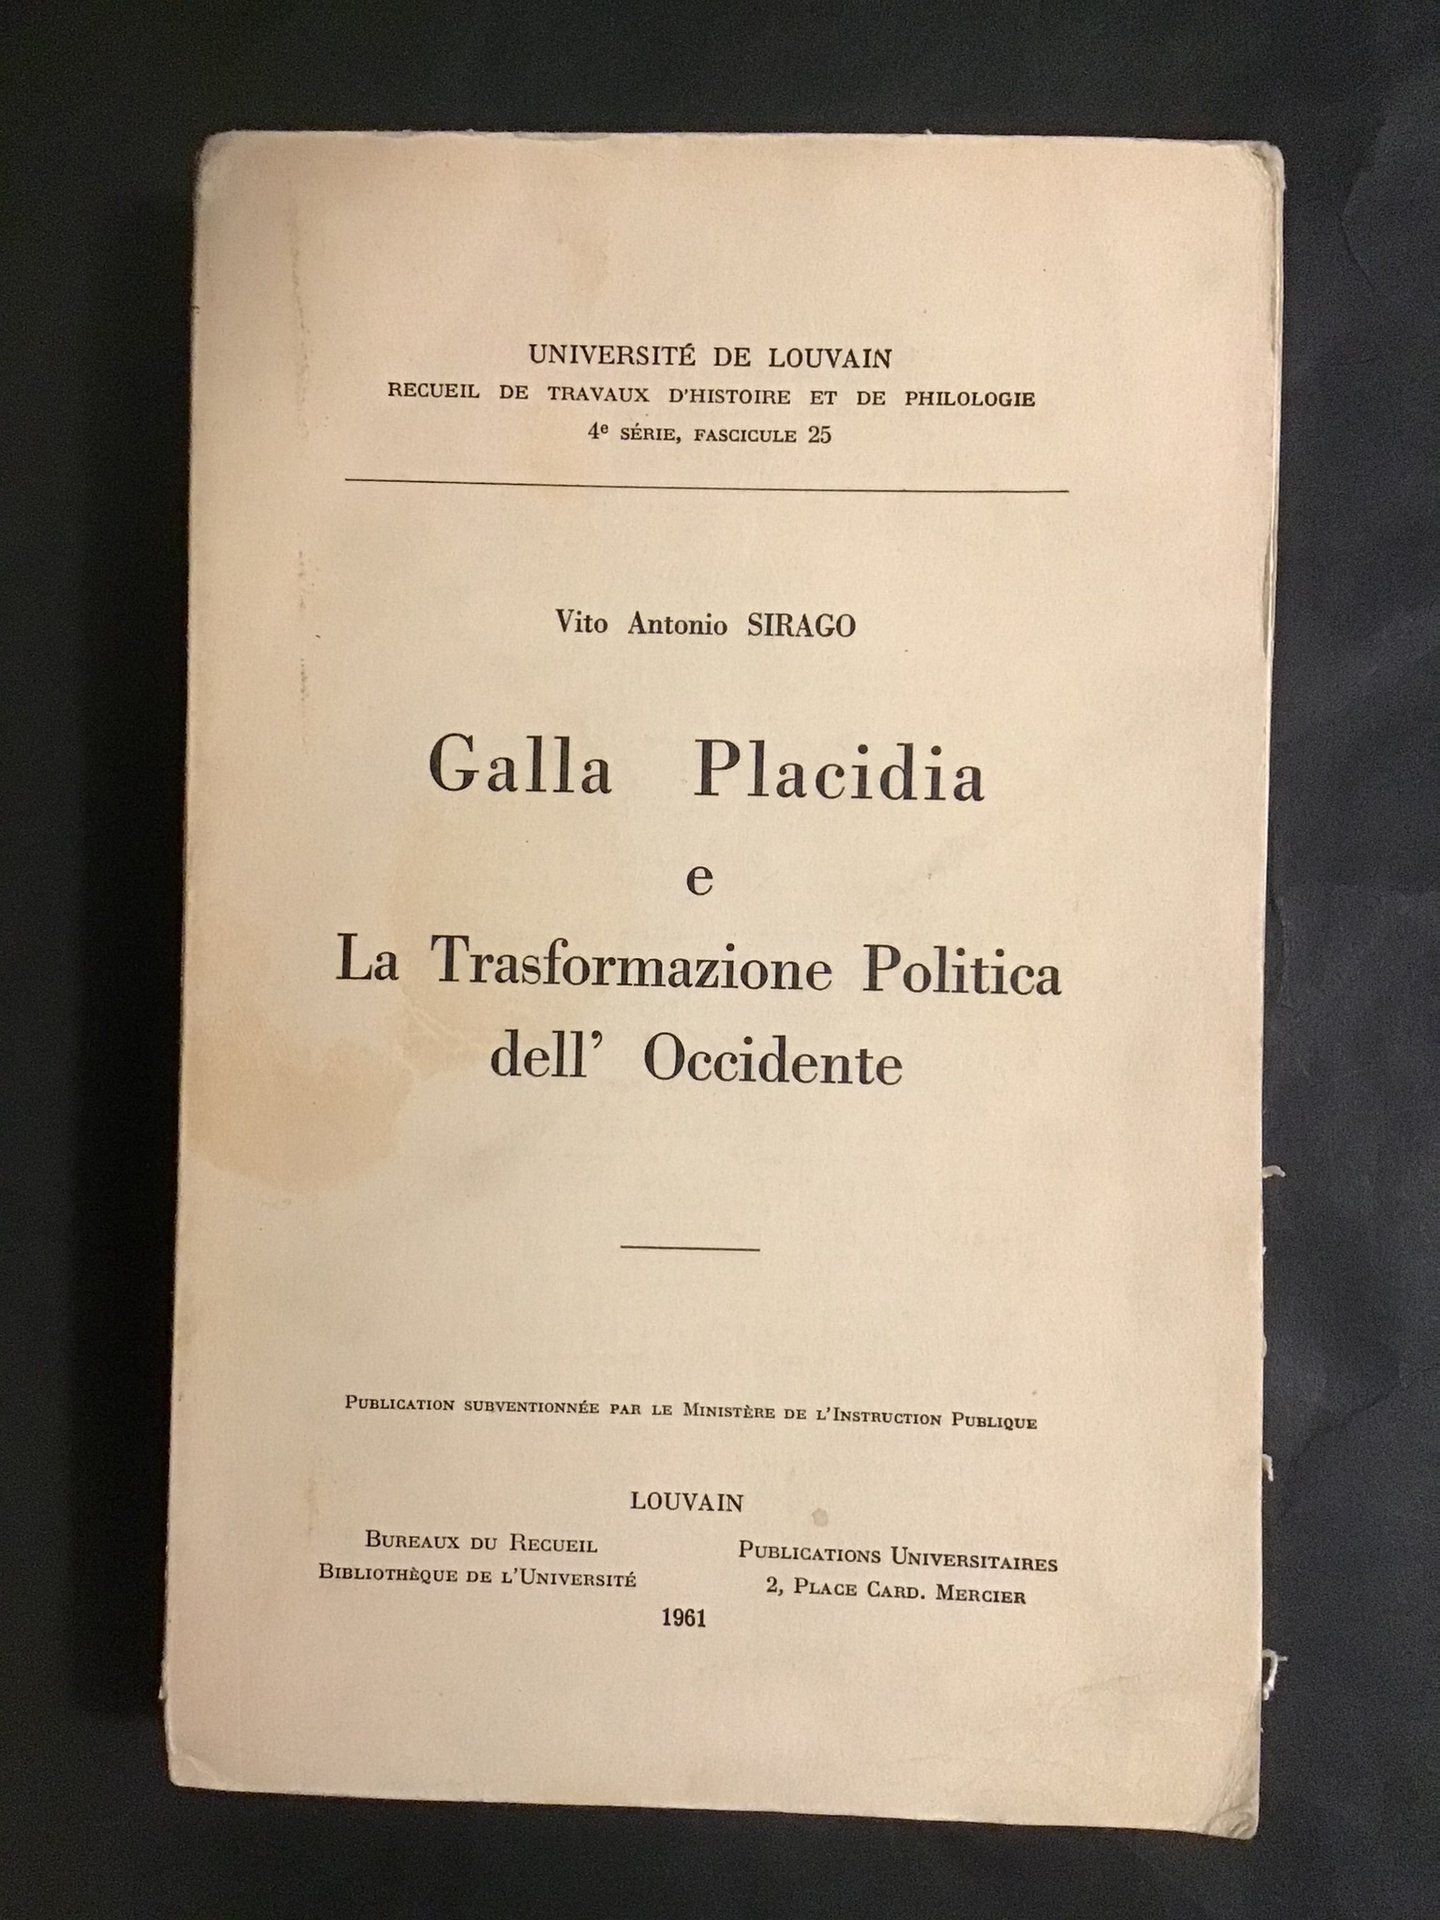 UNIVERSITÉ DE LOUVAIN
RECUEIL DE TRAVAUX D'HISTOIRE ET DE PHILOLOGIE
4e SÉRIE, FASCICULE 25
Vito Antonio SIRAGO
Galla Placidia
e
La Trasformazione Politica
dell' Occidente
PUBLICATION SUBVENTIONNÉE PAR LE MINISTÈRE DE L'INSTRUCTION PUBLIQUE
LOUVAIN
BUREAUX DU RECUEIL
BIBLIOTHÈQUE DE L'UNIVERSITÉ
PUBLICATIONS UNIVERSITAIRES
2, PLACE CARD. MERCIER
1961